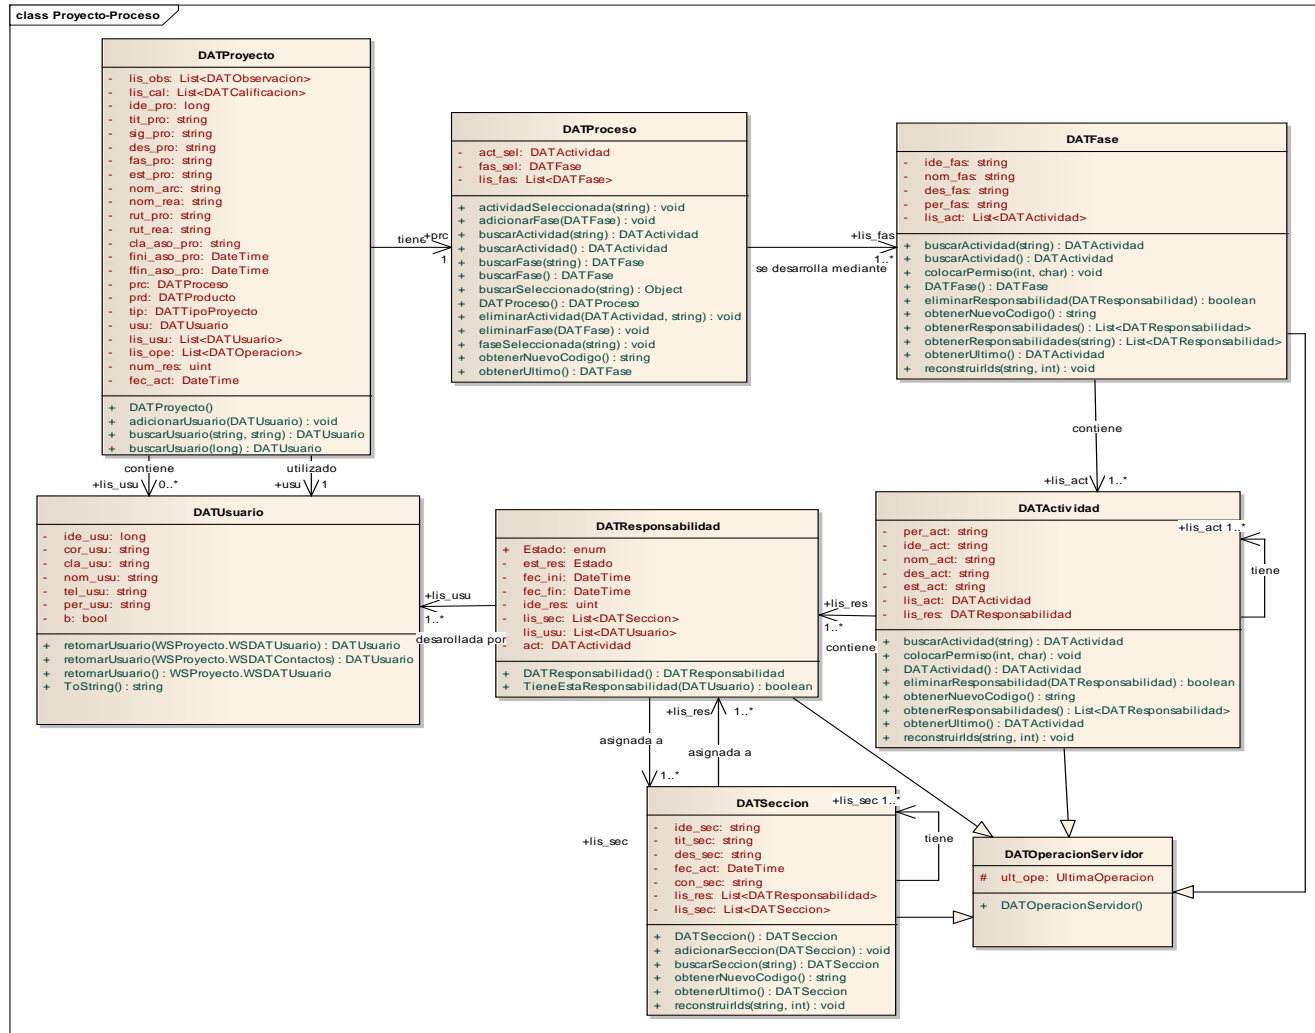 class Proyecto-Proceso
DATProyecto
- lis_obs: List<DATObservacion>
- lis_cal: List<DATCalificacion>
- ide_pro: long
- tit_pro: string
- sig_pro: string
- des_pro: string
- fas_pro: string
- est_pro: string
- nom_arc: string
- nom_rea: string
- rut_pro: string
- rut_rea: string
- cla_aso_pro: string
- fini_aso_pro: DateTime
- ffin_aso_pro: DateTime
- prc: DATProceso
- prd: DATProducto
- tip: DATTipoProyecto
- usu: DATUsuario
- lis_usu: List<DATUsuario>
- lis_ope: List<DATOperacion>
- num_res: uint
- fec_act: DateTime
+ DATProyecto()
+ adicionarUsuario(DATUsuario) : void
+ buscarUsuario(string, string) : DATUsuario
+ buscarUsuario(long) : DATUsuario
tiene
+prc
1
DATProceso
- act_sel: DATActividad
- fas_sel: DATFase
- lis_fas: List<DATFase>
+ actividadSeleccionada(string) : void
+ adicionarFase(DATFase) : void
+ buscarActividad(string) : DATActividad
+ buscarActividad() : DATActividad
+ buscarFase(string) : DATFase
+ buscarFase() : DATFase
+ buscarSeleccionado(string) : Object
+ DATProceso() : DATProceso
+ eliminarActividad(DATActividad, string) : void
+ eliminarFase(DATFase) : void
+ faseSeleccionada(string) : void
+ obtenerNuevoCodigo() : string
+ obtenerUltimo() : DATFase
+lis_fas
1..*
se desarrolla mediante
DATFase
- ide_fas: string
- nom_fas: string
- des_fas: string
- per_fas: string
- lis_act: List<DATActividad>
+ buscarActividad(string) : DATActividad
+ buscarActividad() : DATActividad
+ colocarPermiso(int, char) : void
+ DATFase() : DATFase
+ eliminarResponsabilidad(DATResponsabilidad) : boolean
+ obtenerNuevoCodigo() : string
+ obtenerResponsabilidades() : List<DATResponsabilidad>
+ obtenerResponsabilidades(string) : List<DATResponsabilidad>
+ obtenerUltimo() : DATActividad
+ reconstruirIds(string, int) : void
contiene
+lis_act 1..*
contiene
+lis_usu 0..*
utilizado
+usu 1
DATUsuario
- ide_usu: long
- cor_usu: string
- cla_usu: string
- nom_usu: string
- tel_usu: string
- per_usu: string
- b: bool
+ retornarUsuario(WSProyecto.WSDATUsuario) : DATUsuario
+ retornarUsuario(WSProyecto.WSDATContactos) : DATUsuario
+ retornarUsuario() : WSProyecto.WSDATUsuario
+ ToString() : string
+lis_usu
1..*
desarollada por
DATResponsabilidad
+ Estado: enum
- est_res: Estado
- fec_ini: DateTime
- fec_fin: DateTime
- ide_res: uint
- lis_sec: List<DATSeccion>
lis_usu: List<DATUsuario>
- act: DATActividad
+ DATResponsabilidad() : DATResponsabilidad
+ TieneEstaResponsabilidad(DATUsuario) : boolean
+lis_res
1..*
contiene
DATActividad
+lis_act 1..*
tiene
- per_act: string
- ide_act: string
- nom_act: string
- des_act: string
- est_act: string
- lis_act: DATActividad
- lis_res: DATResponsabilidad
+ buscarActividad(string) : DATActividad
+ colocarPermiso(int, char) : void
+ DATActividad() : DATActividad
+ eliminarResponsabilidad(DATResponsabilidad) : boolean
+ obtenerNuevoCodigo() : string
+ obtenerResponsabilidades() : List<DATResponsabilidad>
+ obtenerUltimo() : DATActividad
+ reconstruirIds(string, int) : void
+lis_res 1..*
asignada a
asignada a
1..*
+lis_sec
DATSeccion
+lis_sec 1..*
tiene
- ide_sec: string
- tit_sec: string
- des_sec: string
- fec_act: DateTime
- con_sec: string
- lis_res: List<DATResponsabilidad>
- lis_sec: List<DATSeccion>
+ DATSeccion() : DATSeccion
+ adicionarSeccion(DATSeccion) : void
+ buscarSeccion(string) : DATSeccion
+ obtenerNuevoCodigo() : string
+ obtenerUltimo() : DATSeccion
+ reconstruirIds(string, int) : void
DATOperacionServidor
# ult_ope: UltimaOperacion
+ DATOperacionServidor()